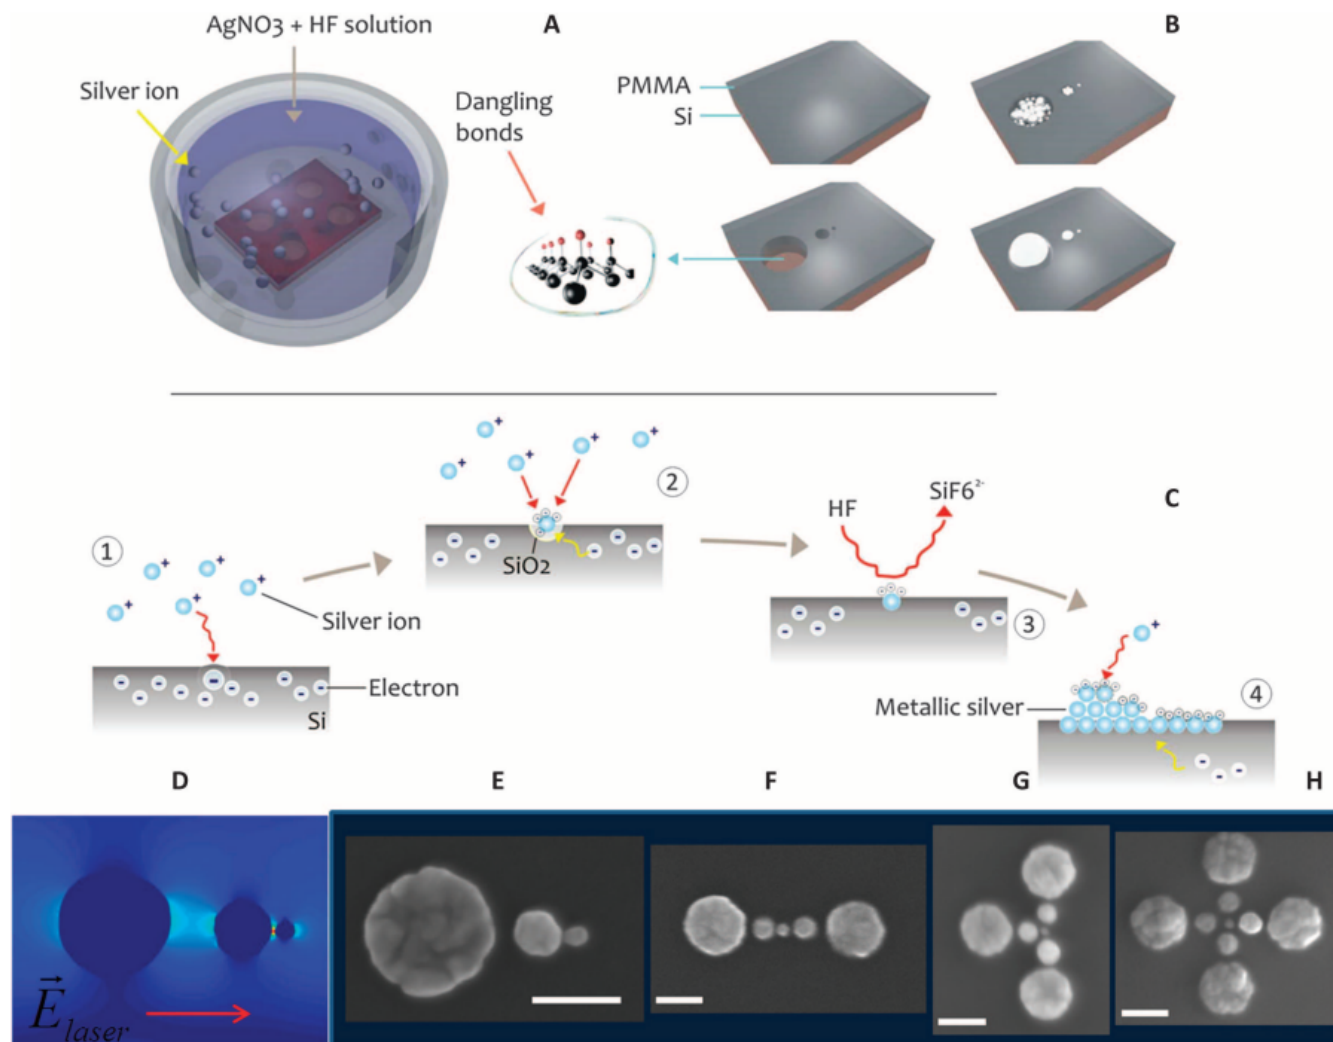 AgNO3 + HF solution
A
B
Silver ion
Dangling
bonds
PMMA
Si
1
+
+
+
+
+
Silver ion
Electron
Si
2
+
+
+
+
+
SiO2
HF
SiF6²⁻
C
3
+
Metallic silver
4
D
E
F
G
H
E laser